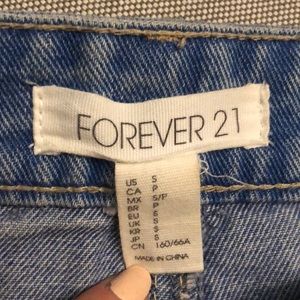 FOREVER 21
US S
CA P
MX S/P
BR P
EU S
UK S
KR S
JP S
CN 160/66A
MADE IN CHINA